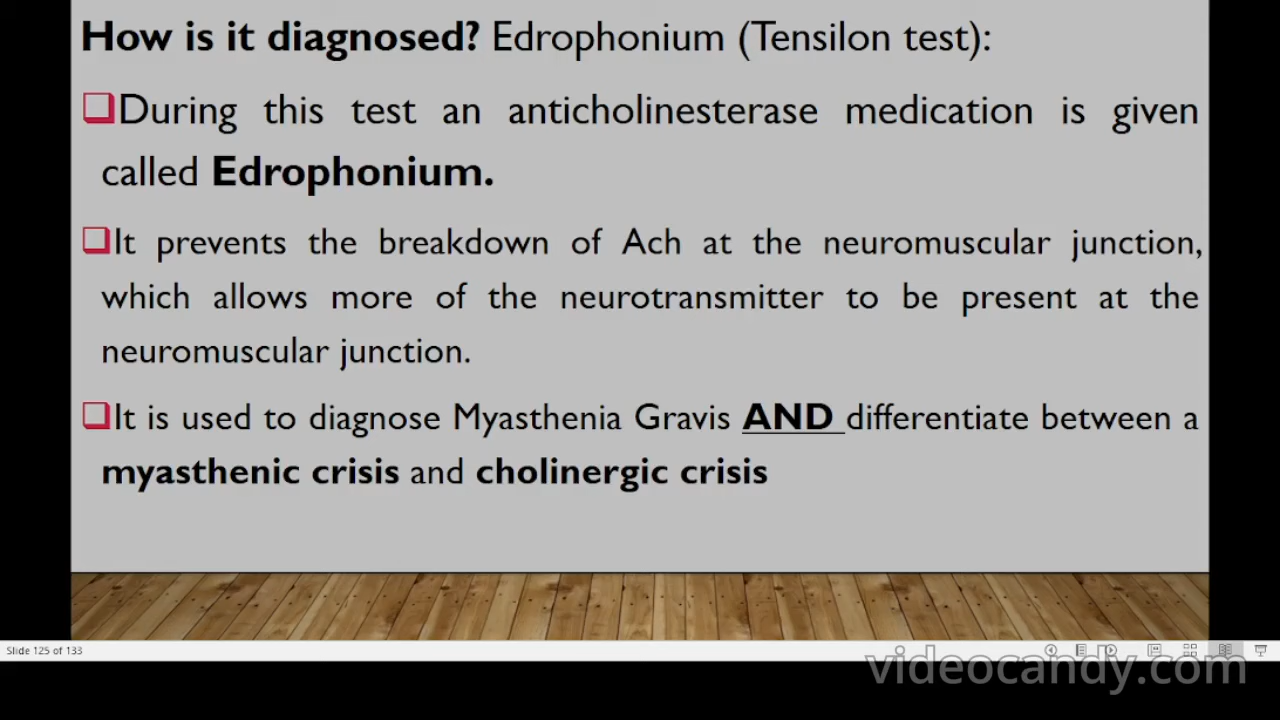 How is it diagnosed? Edrophonium (Tensilon test):
During this test an anticholinesterase medication is given
called Edrophonium.
It prevents the breakdown of Ach at the neuromuscular junction,
which allows more of the neurotransmitter to be present at the
neuromuscular junction.
It is used to diagnose Myasthenia Gravis AND differentiate between a
myasthenic crisis and cholinergic crisis
Slide 125 of 133
videocandy.com